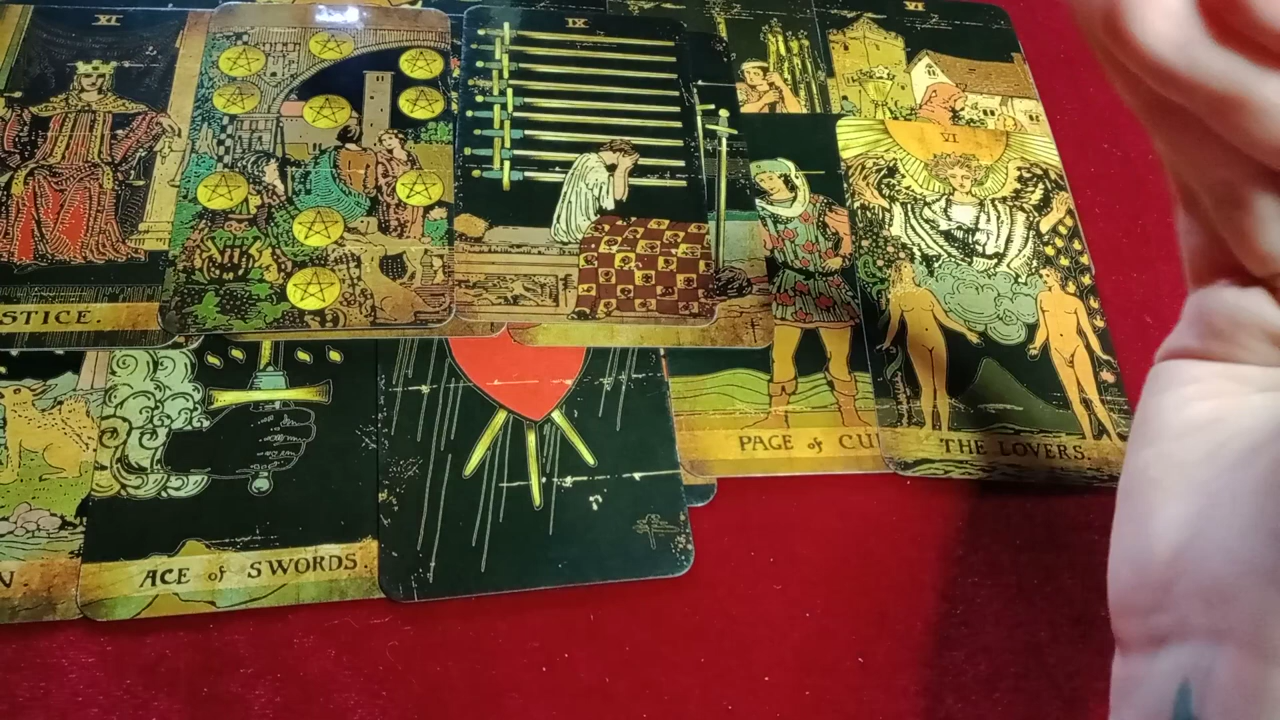 XI
IX
VI
VI
STICE.
PAGE of CU
THE LOVERS.
N.
ACE of SWORDS.